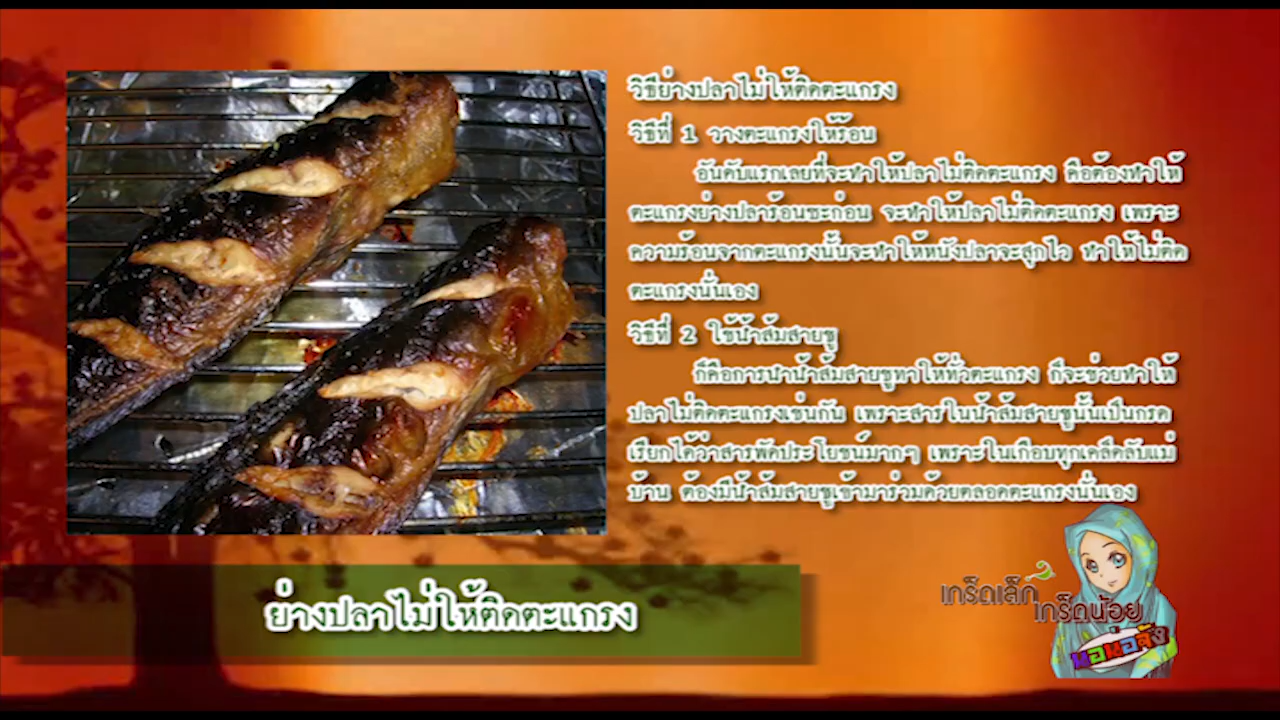 วิธีย่างปลาไม่ให้ติดตะแกรง
วิธีที่ 1 วางตะแกรงให้ร้อน
อันดับแรกเลยที่จะทำให้ปลาไม่ติดตะแกรง คือต้องทำให้
ตะแกรงย่างปลาร้อนซะก่อน จะทำให้ปลาไม่ติดตะแกรง เพราะ
ความร้อนจากตะแกรงนั้นจะทำให้หนังปลาจะสุกไว ทำให้ไม่ติด
ตะแกรงนั่นเอง
วิธีที่ 2 ใช้น้ำส้มสายชู
ก็คือการนำน้ำส้มสายชูทาให้ทั่วตะแกรง ก็จะช่วยทำให้
ปลาไม่ติดตะแกรงเช่นกัน เพราะสารในน้ำส้มสายชูนั้นเป็นกรด
เรียกได้ว่าสารพัดประโยชน์มากๆ เพราะในเกือบทุกเคล็ดลับแม่
บ้าน ต้องมีน้ำส้มสายชูเข้ามาร่วมด้วยตลอดตะแกรงนั่นเอง
ย่างปลาไม่ให้ติดตะแกรง
เกร็ดเล็ก
เกร็ดน้อย